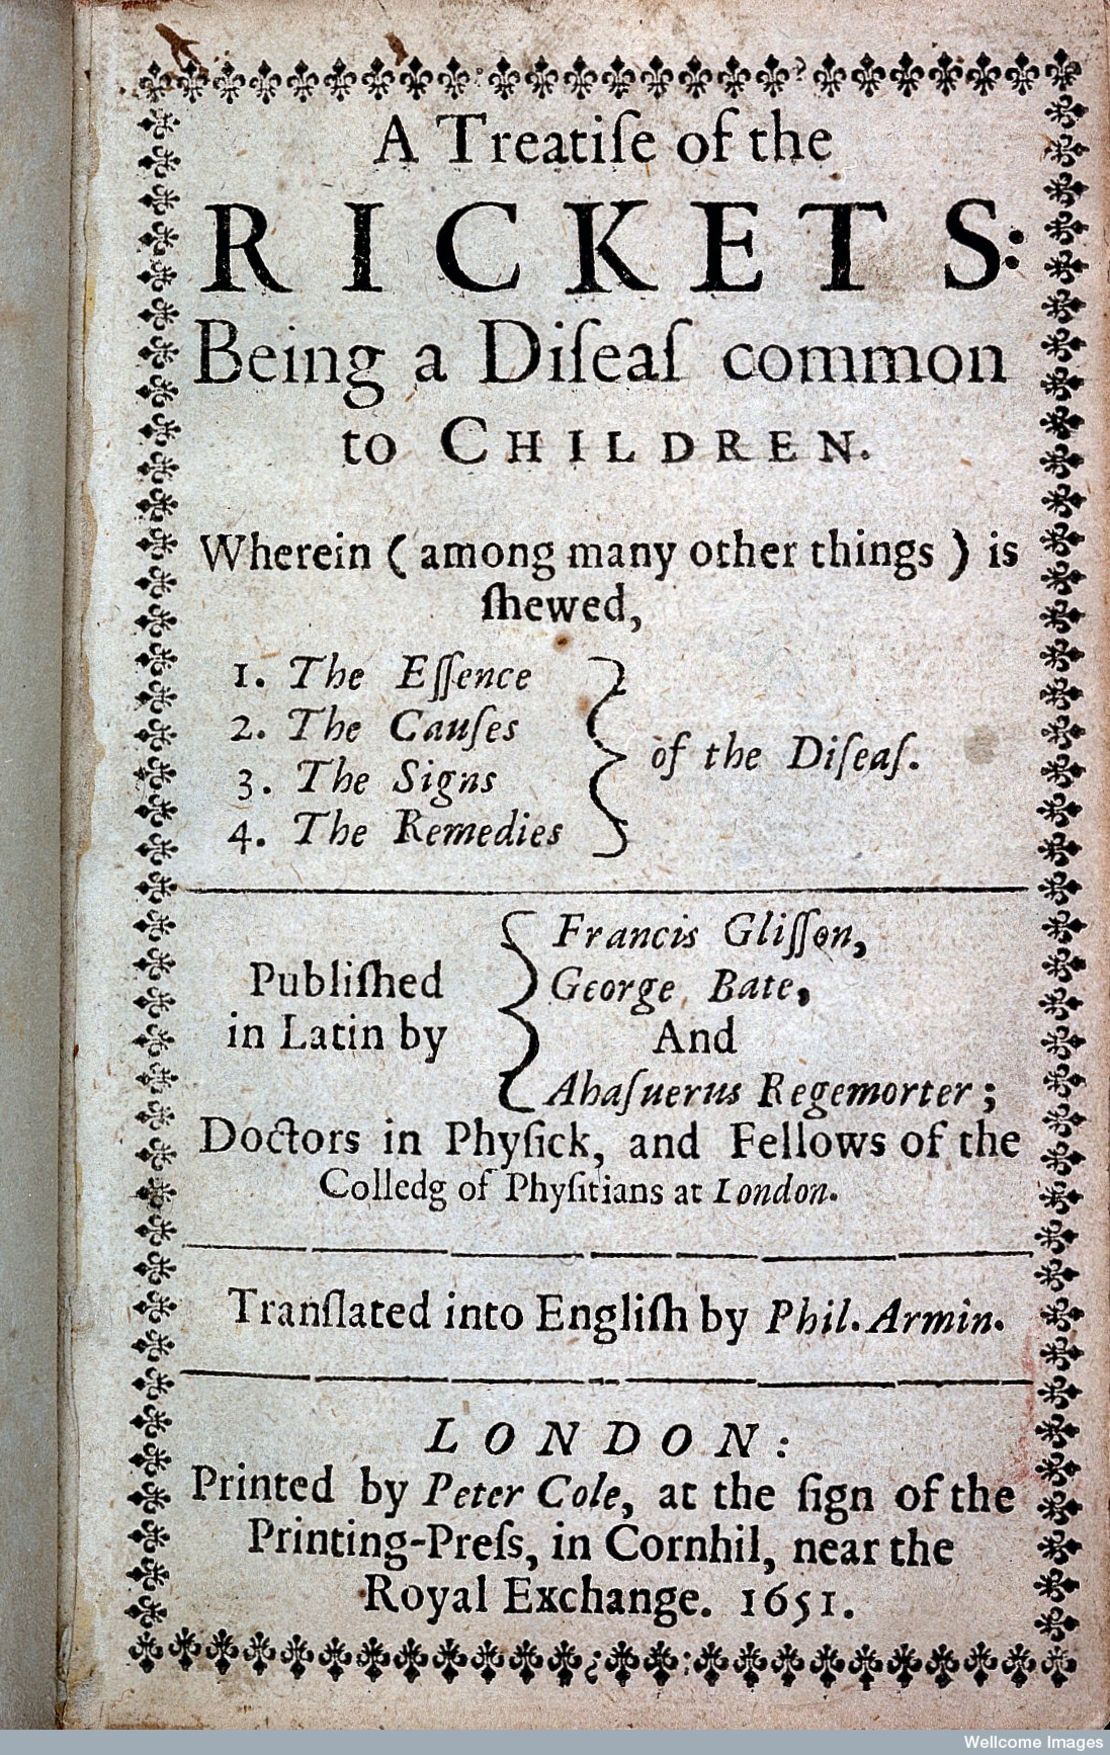 A Treatiſe of the
RICKETS:
Being a Diſeaſ common
to CHILDREN.
Wherein ( among many other things ) is
ſhewed,
1. The Eſſence
2. The Cauſes
3. The Signs
4. The Remedies
of the Diſeaſ.
Publiſhed
in Latin by
Francis Gliſſon,
George Bate,
And
Ahaſuerus Regemorter;
Doctors in Phyſick, and Fellows of the
Colledg of Phyſitians at London.
Tranſlated into Engliſh by Phil. Armin.
LONDON:
Printed by Peter Cole, at the ſign of the
Printing-Preſs, in Cornhil, near the
Royal Exchange. 1651.
Wellcome Images